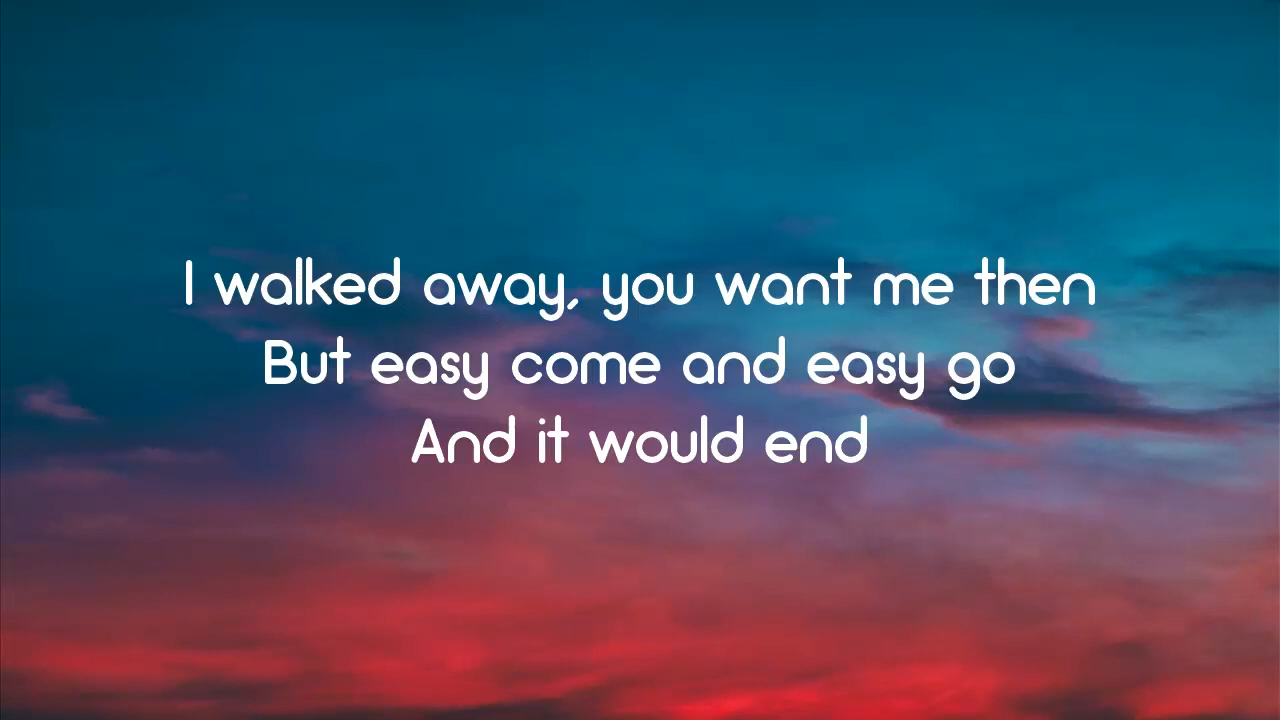 I walked away, you want me then
But easy come and easy go
And it would end